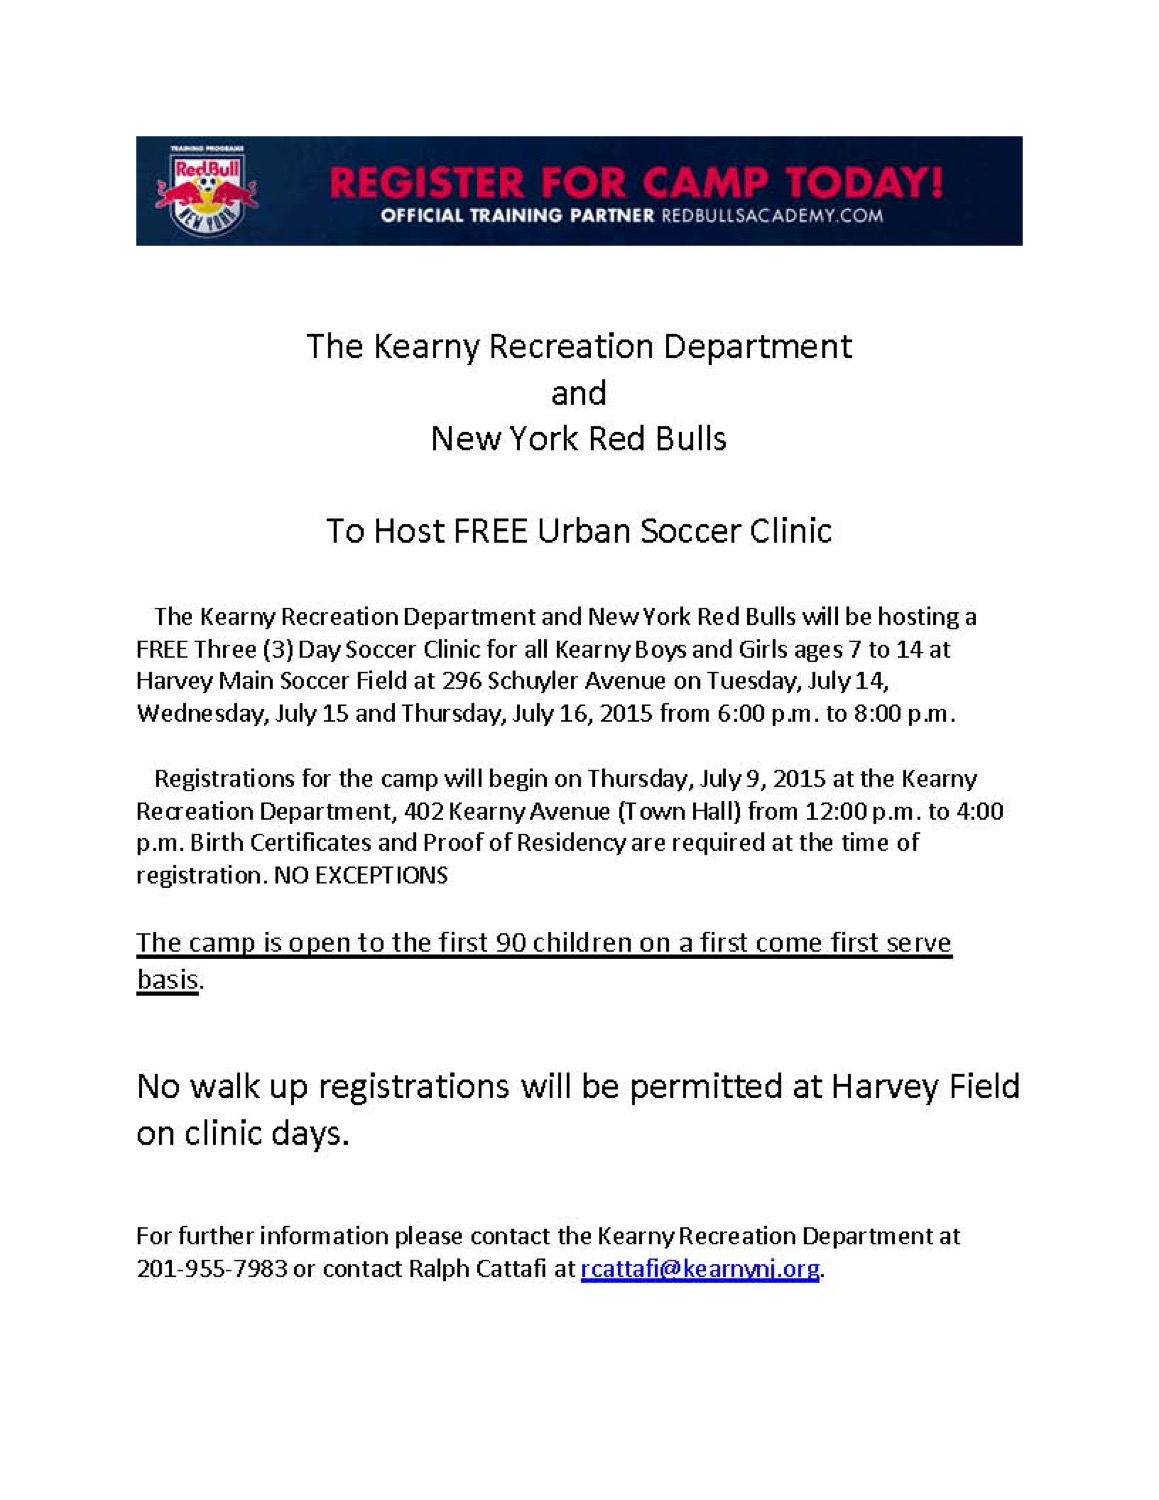 TRAINING PROGRAMS
Red Bull
NEW YORK
REGISTER FOR CAMP TODAY!
OFFICIAL TRAINING PARTNER REDBULLSACADEMY.COM
The Kearny Recreation Department
and
New York Red Bulls
To Host FREE Urban Soccer Clinic
The Kearny Recreation Department and New York Red Bulls will be hosting a
FREE Three (3) Day Soccer Clinic for all Kearny Boys and Girls ages 7 to 14 at
Harvey Main Soccer Field at 296 Schuyler Avenue on Tuesday, July 14,
Wednesday, July 15 and Thursday, July 16, 2015 from 6:00 p.m. to 8:00 p.m.
Registrations for the camp will begin on Thursday, July 9, 2015 at the Kearny
Recreation Department, 402 Kearny Avenue (Town Hall) from 12:00 p.m. to 4:00
p.m. Birth Certificates and Proof of Residency are required at the time of
registration. NO EXCEPTIONS
The camp is open to the first 90 children on a first come first serve
basis.
No walk up registrations will be permitted at Harvey Field
on clinic days.
For further information please contact the Kearny Recreation Department at
201-955-7983 or contact Ralph Cattafi at rcattafi@kearnynj.org.